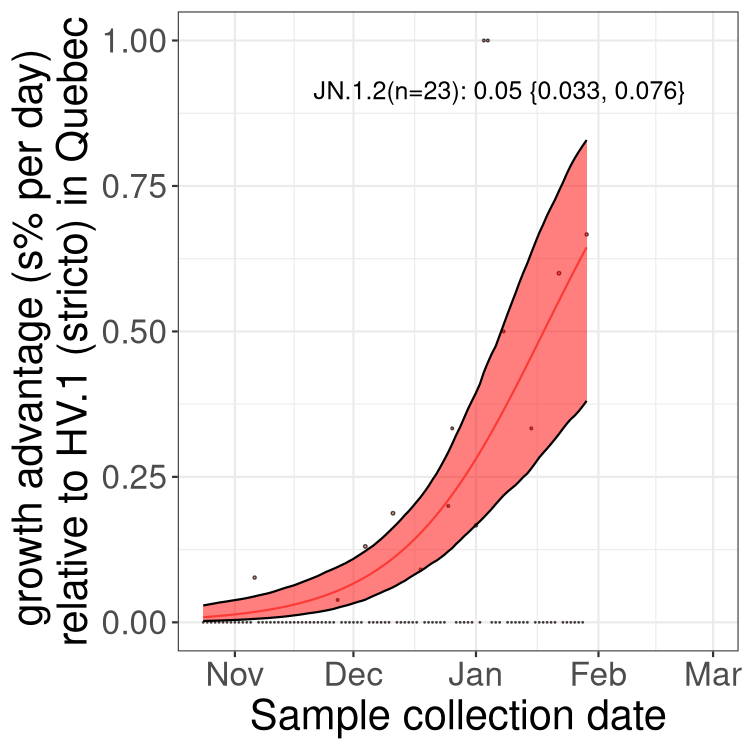 growth advantage (s% per day)
relative to HV.1 (stricto) in Quebec
1.00
0.75
0.50
0.25
0.00
JN.1.2(n=23): 0.05 {0.033, 0.076}
Nov Dec Jan Feb Mar
Sample collection date